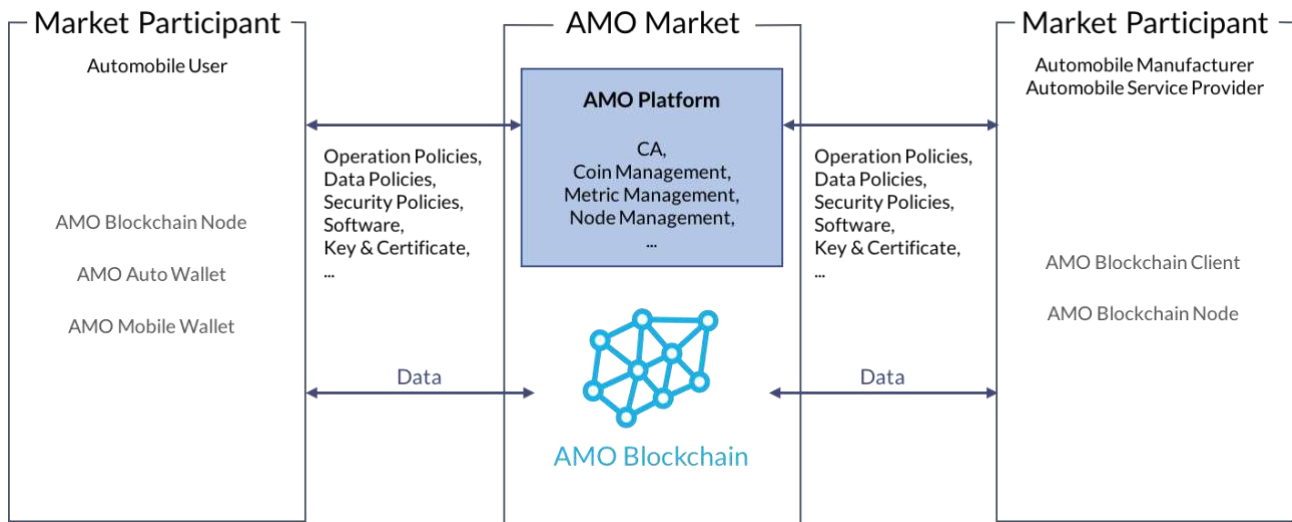 Market Participant
Automobile User
AMO Blockchain Node
AMO Auto Wallet
AMO Mobile Wallet
Operation Policies,
Data Policies,
Security Policies,
Software,
Key & Certificate,
...
Data
AMO Market
AMO Platform
CA,
Coin Management,
Metric Management,
Node Management,
...
AMO Blockchain
Operation Policies,
Data Policies,
Security Policies,
Software,
Key & Certificate,
...
Data
Market Participant
Automobile Manufacturer
Automobile Service Provider
AMO Blockchain Client
AMO Blockchain Node